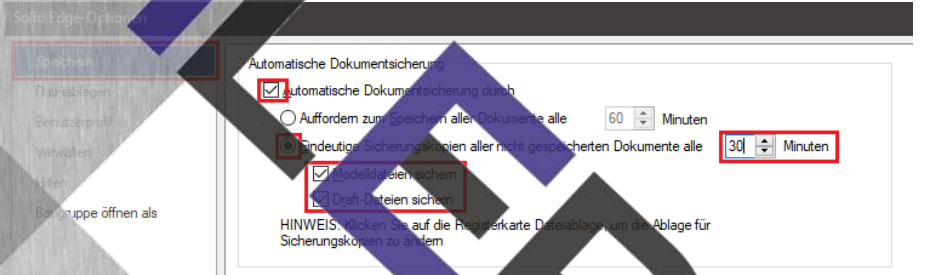 Solid Edge-Optionen
Speichern
Dateiablagen
Benutzerprofil
Verwalten
Hilfen
Baugruppe öffnen als
Automatische Dokumentsicherung
Automatische Dokumentsicherung durch
Auffordern zum Speichern aller Dokumente alle 60 Minuten
Eindeutige Sicherungskopien aller nicht gespeicherten Dokumente alle 30 Minuten
Modelldateien sichern
Draft-Dateien sichern
HINWEIS: Klicken Sie auf die Registerkarte Dateiablage, um die Ablage für
Sicherungskopien zu ändern